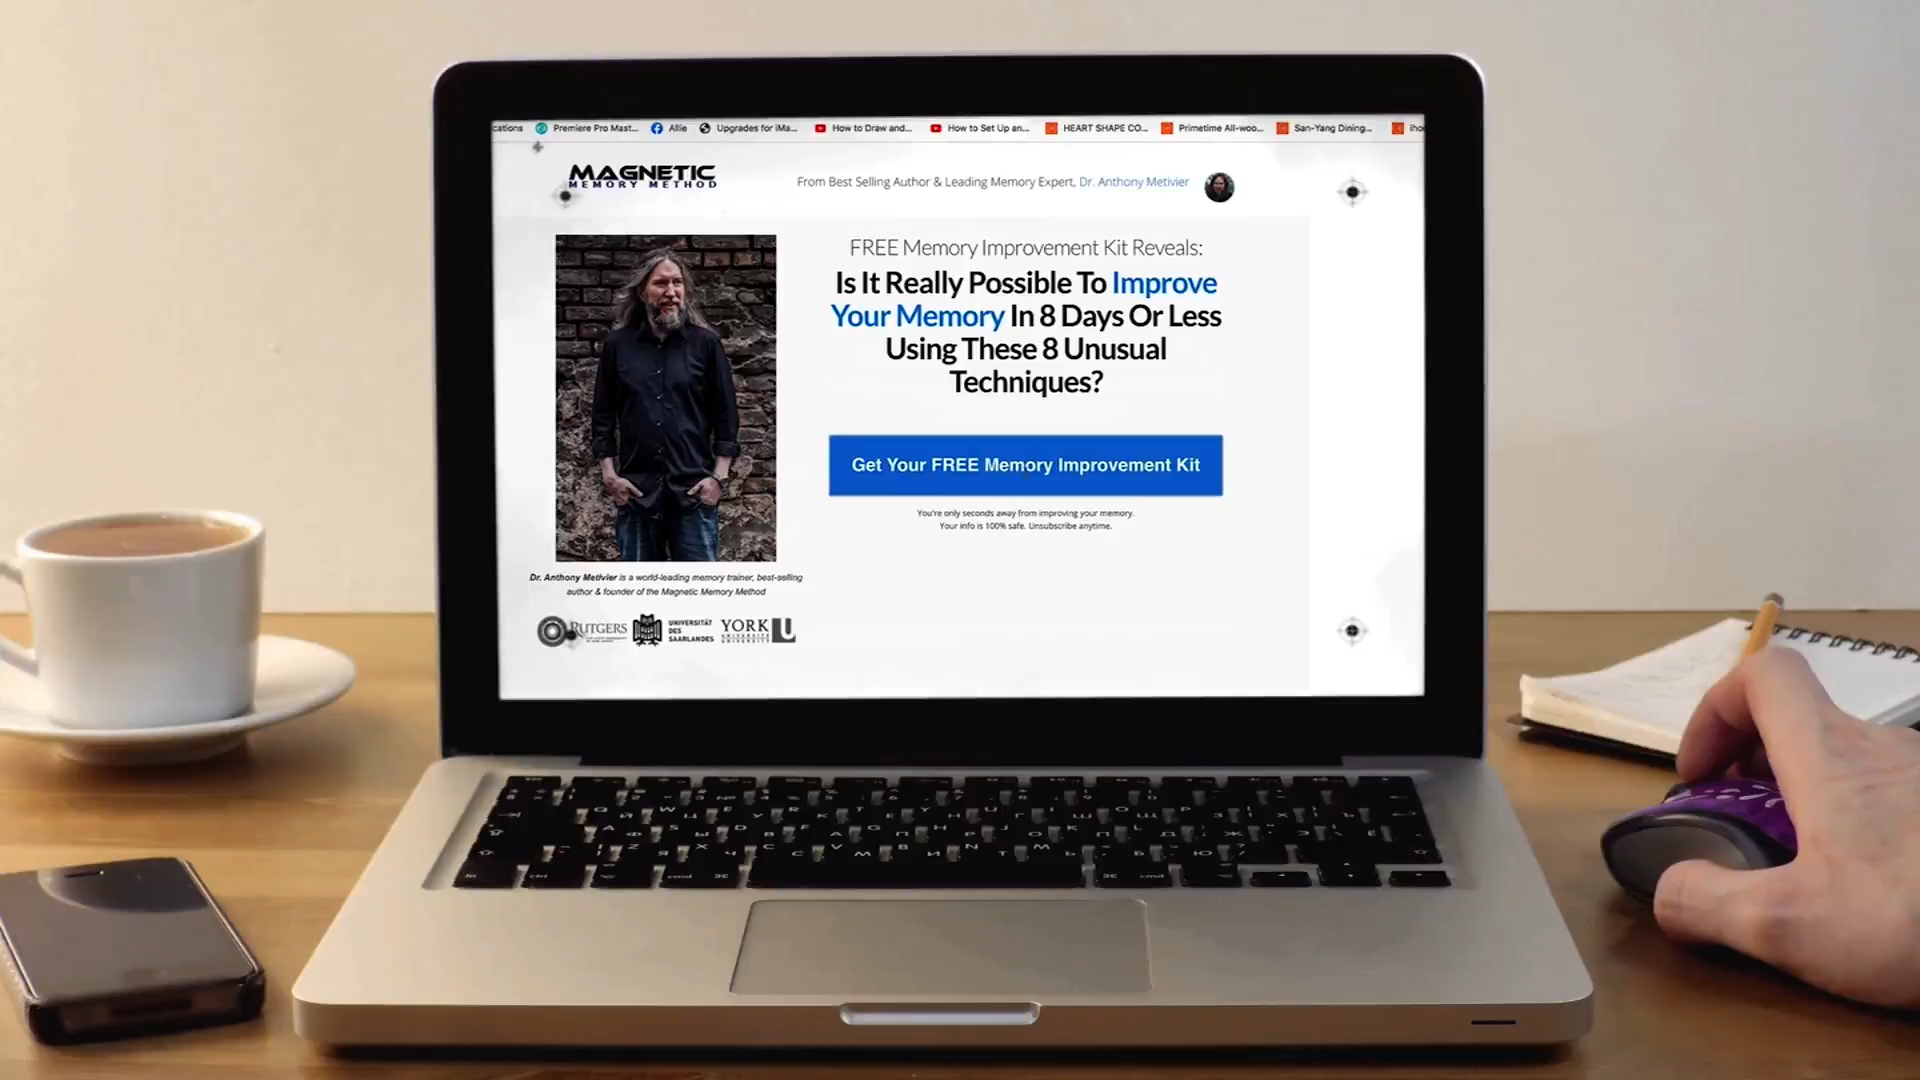 cations Premiere Pro Mast... Allie Upgrades for iMa... How to Draw and... How to Set Up an... HEART SHAPE CO... Primetime All-woo... San-Yang Dining... ihor
MAGNETIC
MEMORY METHOD
From Best Selling Author & Leading Memory Expert, Dr. Anthony Metivier
FREE Memory Improvement Kit Reveals:
Is It Really Possible To Improve
Your Memory In 8 Days Or Less
Using These 8 Unusual
Techniques?
Get Your FREE Memory Improvement Kit
You're only seconds away from improving your memory.
Your info is 100% safe. Unsubscribe anytime.
Dr. Anthony Metivier is a world-leading memory trainer, best-selling
author & founder of the Magnetic Memory Method
RUTGERS
UNIVERSITÄT
DES
SAARLANDES
YORK U
UNIVERSITÉ
UNIVERSITY